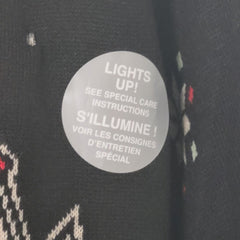 LIGHTS
UP!
SEE SPECIAL CARE
INSTRUCTIONS
S'ILLUMINE !
VOIR LES CONSIGNES
D'ENTRETIEN
SPÉCIAL